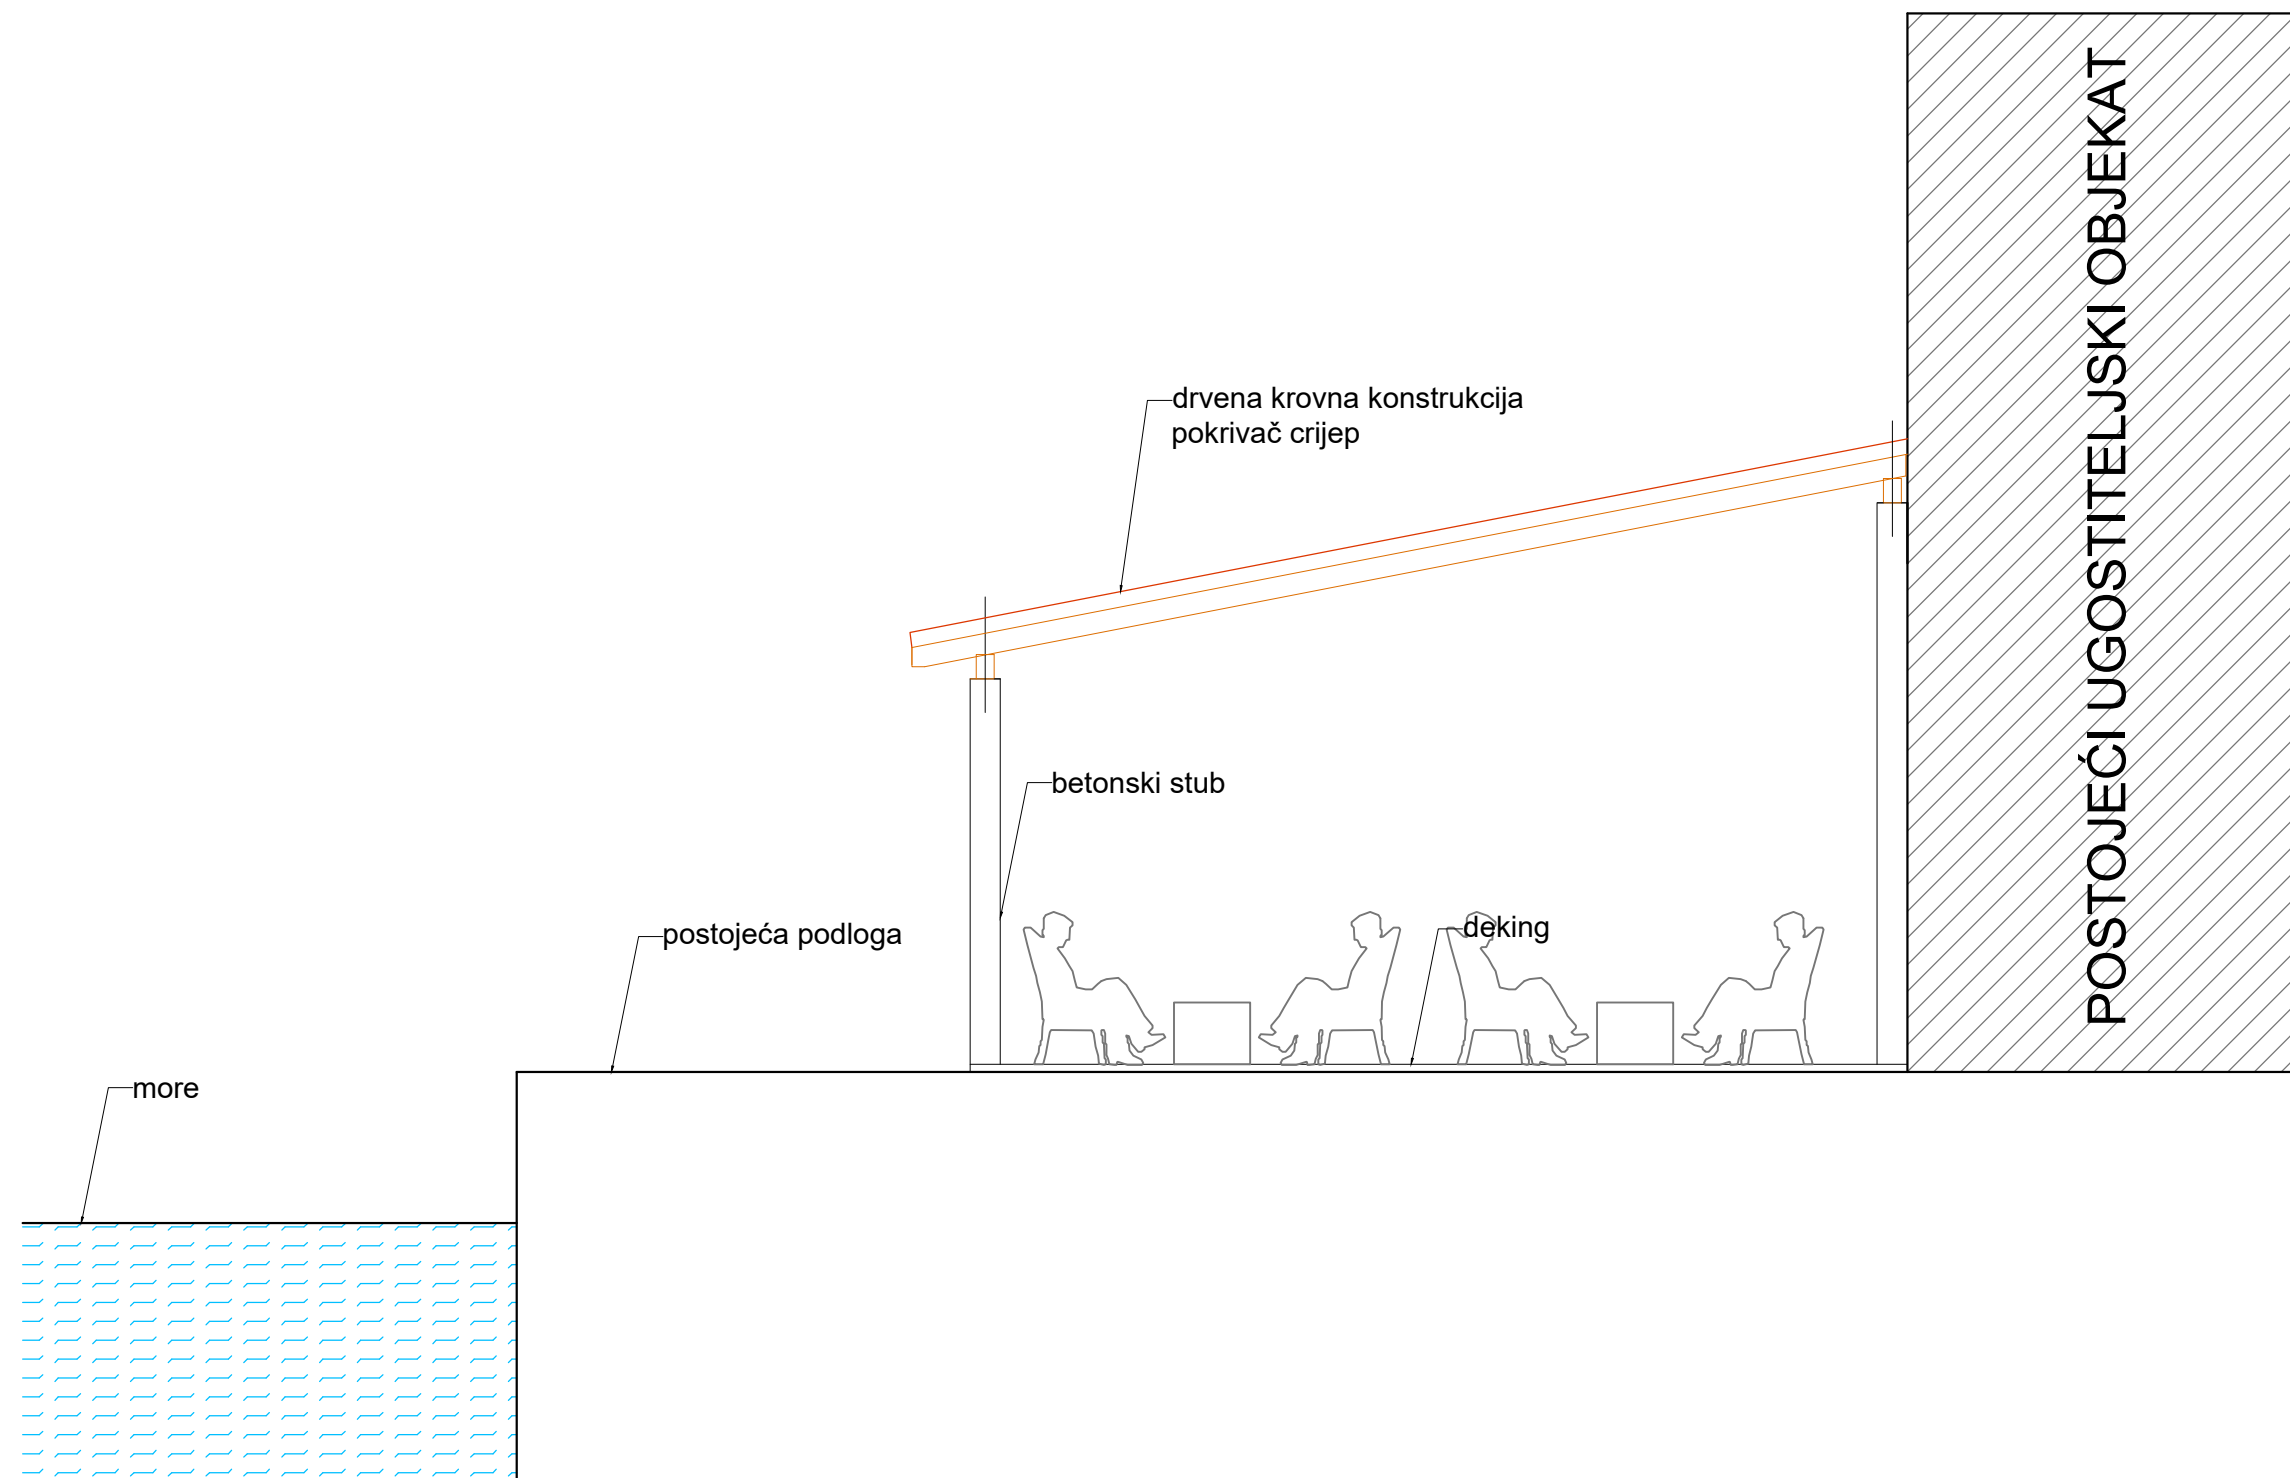 drvena krovna konstrukcija
pokrivač crijep
betonski stub
postojeća podloga
deking
more
POSTOJEĆI UGOSTITELJSKI OBJEKAT